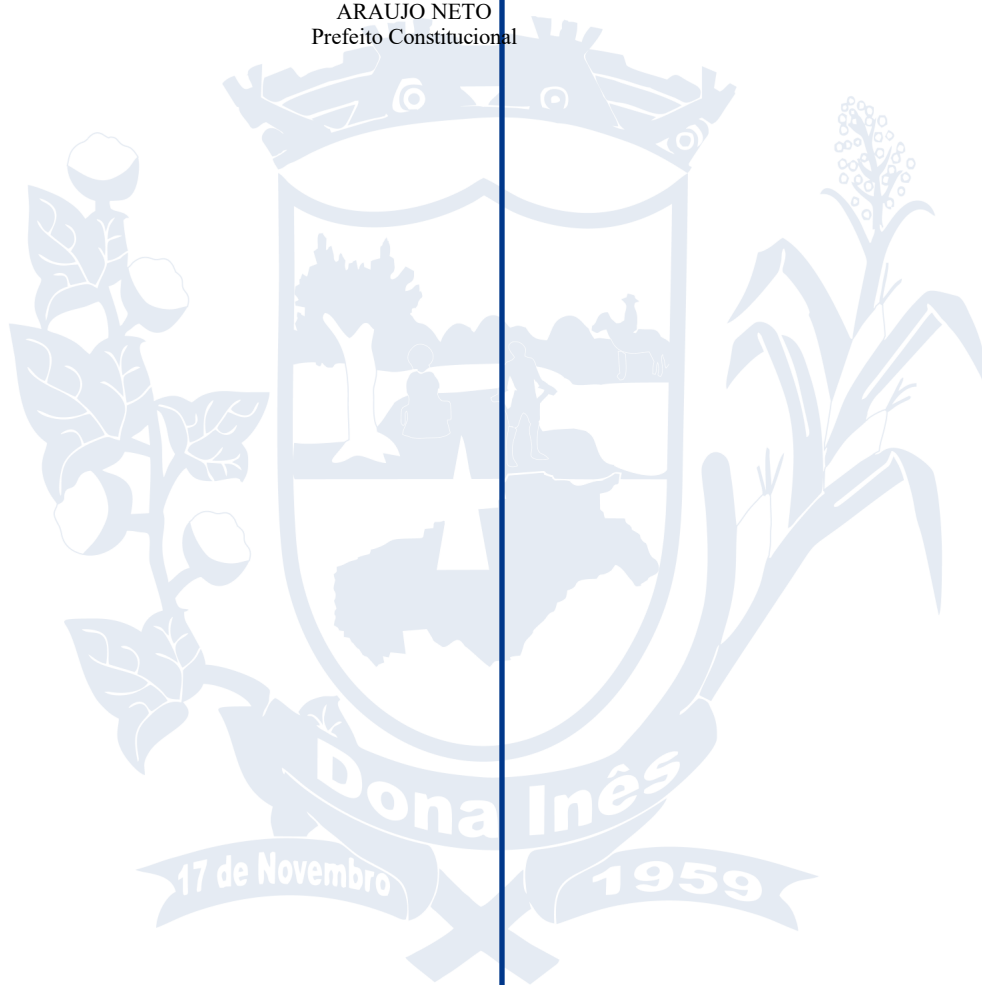 ARAUJO NETO
Prefeito Constitucional
Dona Inês
17 de Novembro
1959